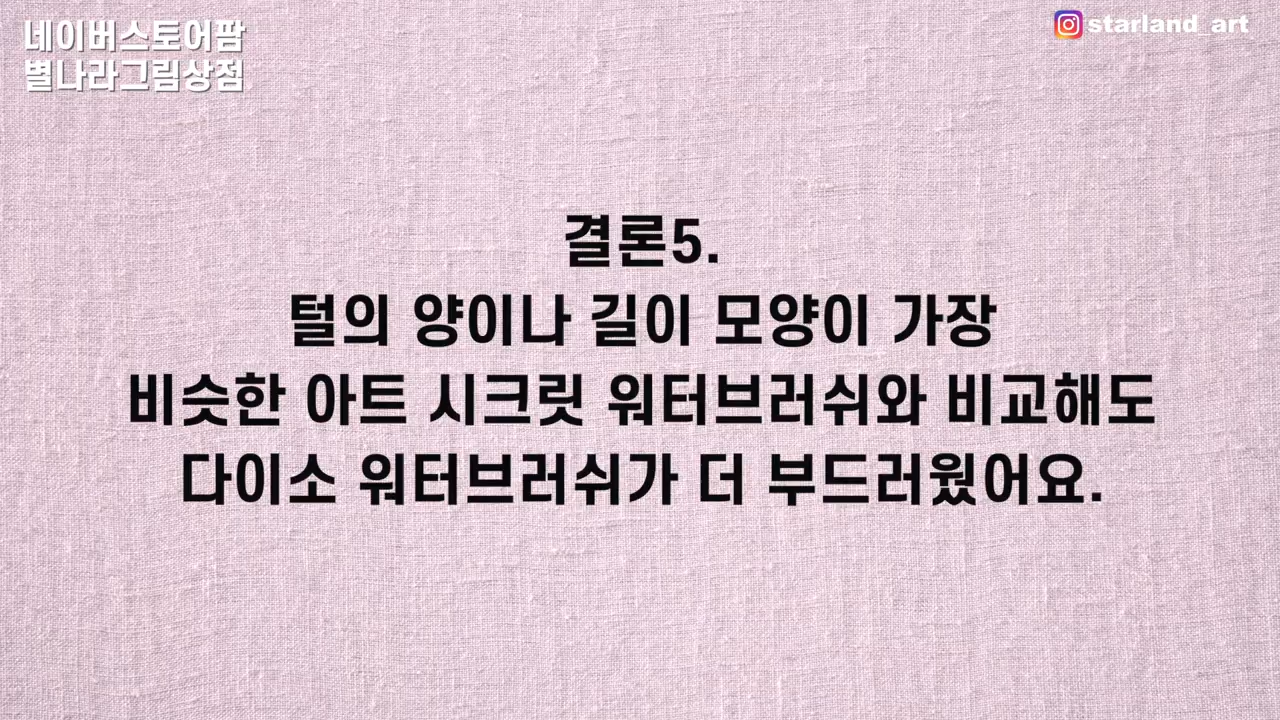 네이버스토어팜
별나라그림상점
starland_art
결론5.
털의 양이나 길이 모양이 가장
비슷한 아트 시크릿 워터브러쉬와 비교해도
다이소 워터브러쉬가 더 부드러웠어요.